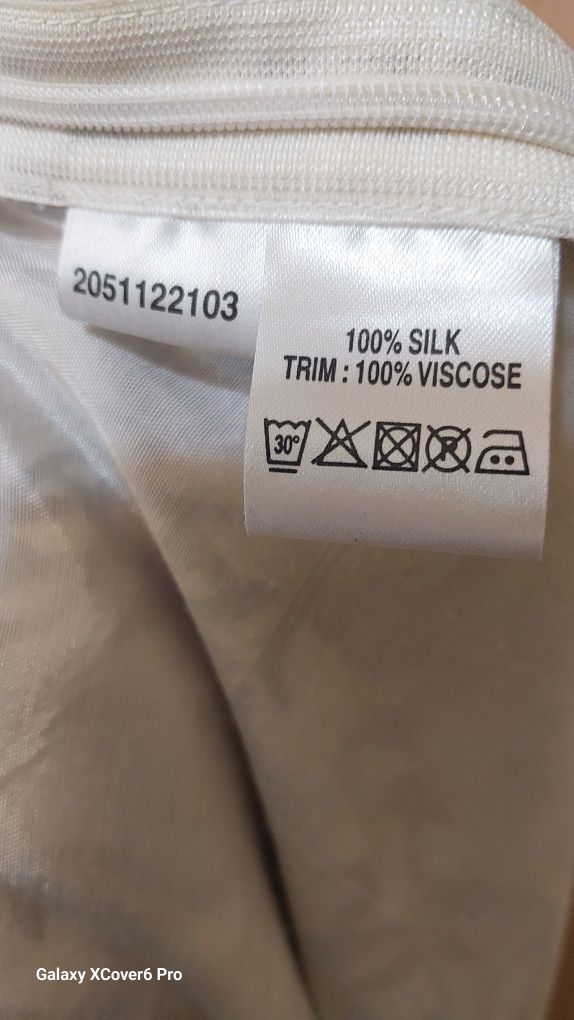 2051122103
100% SILK
TRIM : 100% VISCOSE
30°
P
Galaxy XCover6 Pro